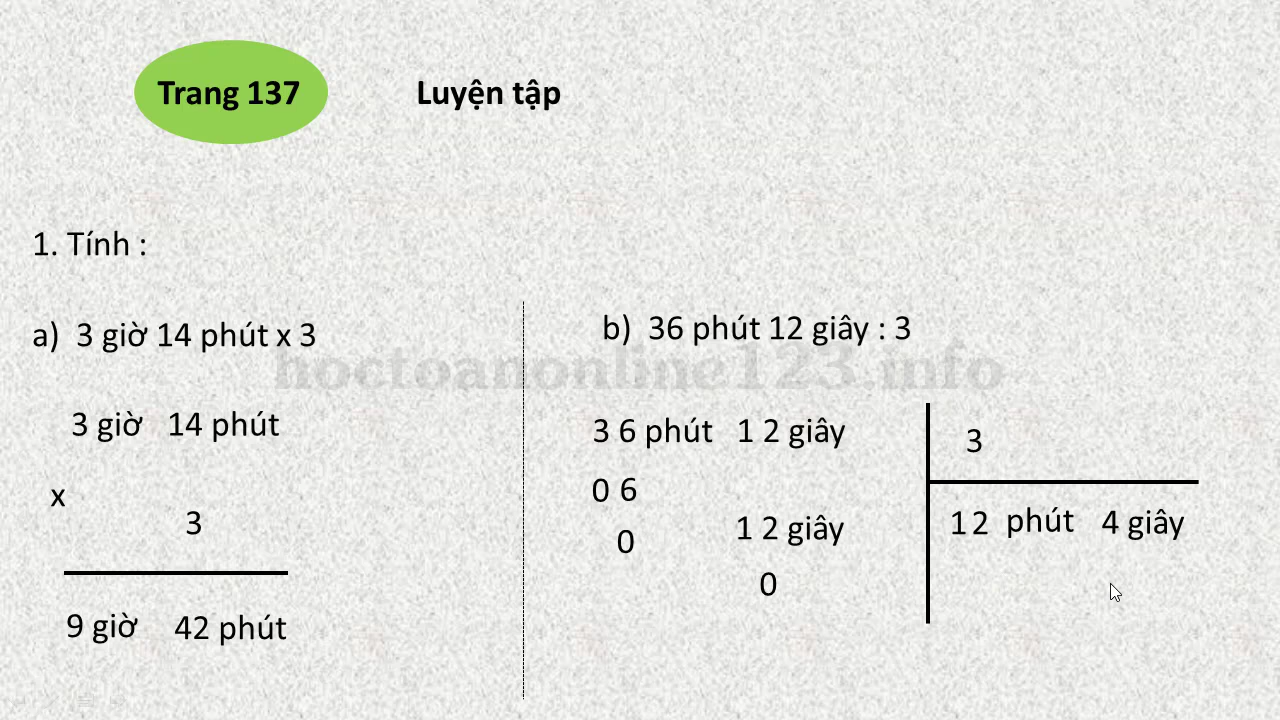 Trang 137
Luyện tập
1. Tính :
a) 3 giờ 14 phút x 3
3 giờ 14 phút
x
3
9 giờ 42 phút
b) 36 phút 12 giây : 3
3 6 phút 1 2 giây
3
0 6
1 2 giây
0
0
1 2 phút 4 giây
hoctoanonline123.info